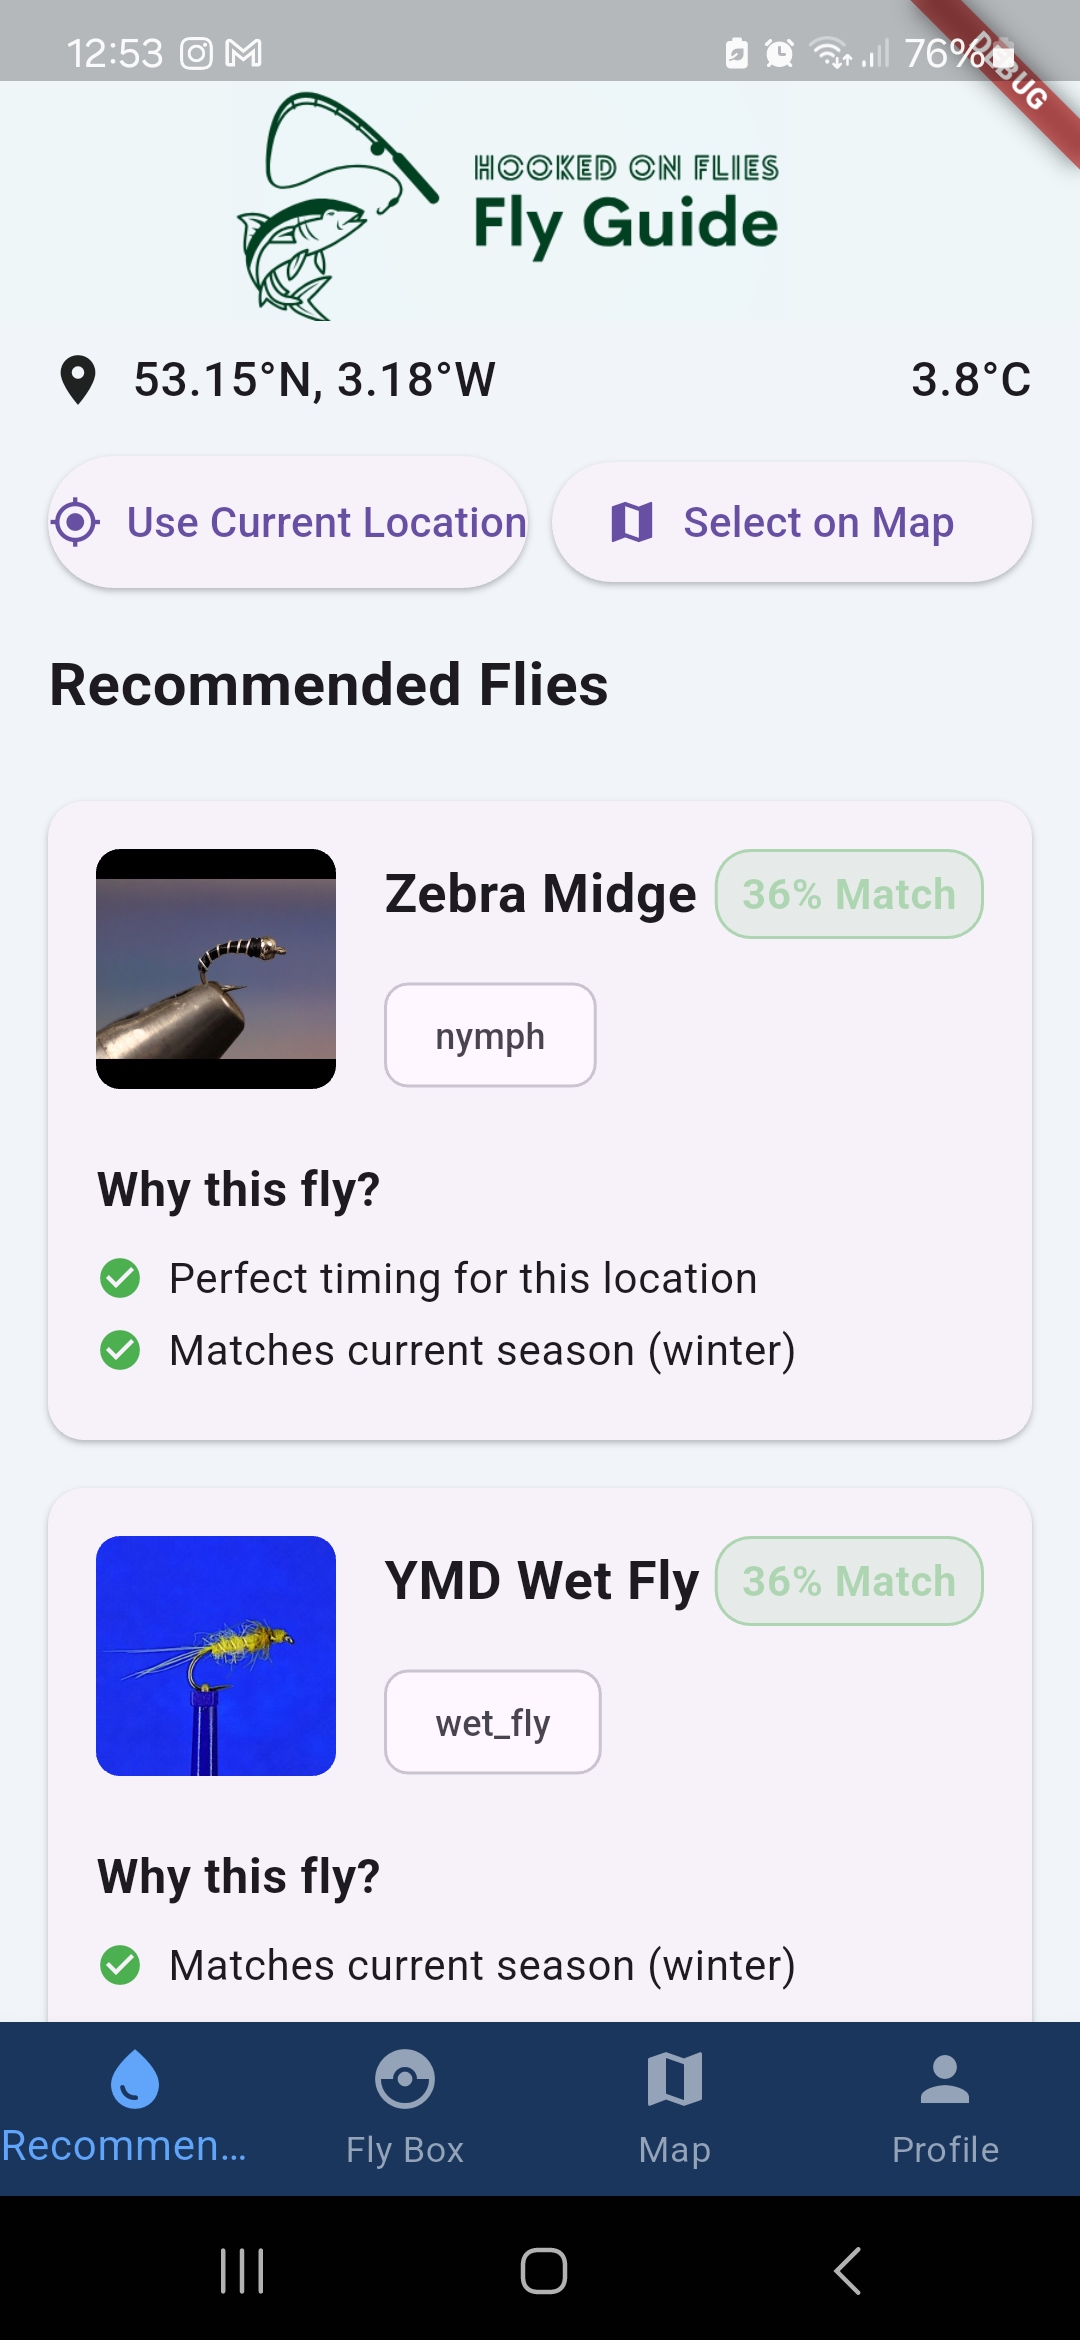 12:53
76%
DEBUG
HOOKED ON FLIES
Fly Guide
53.15°N, 3.18°W
3.8°C
Use Current Location
Select on Map
Recommended Flies
Zebra Midge
36% Match
nymph
Why this fly?
Perfect timing for this location
Matches current season (winter)
YMD Wet Fly
36% Match
wet_fly
Why this fly?
Matches current season (winter)
Recommen...
Fly Box
Map
Profile